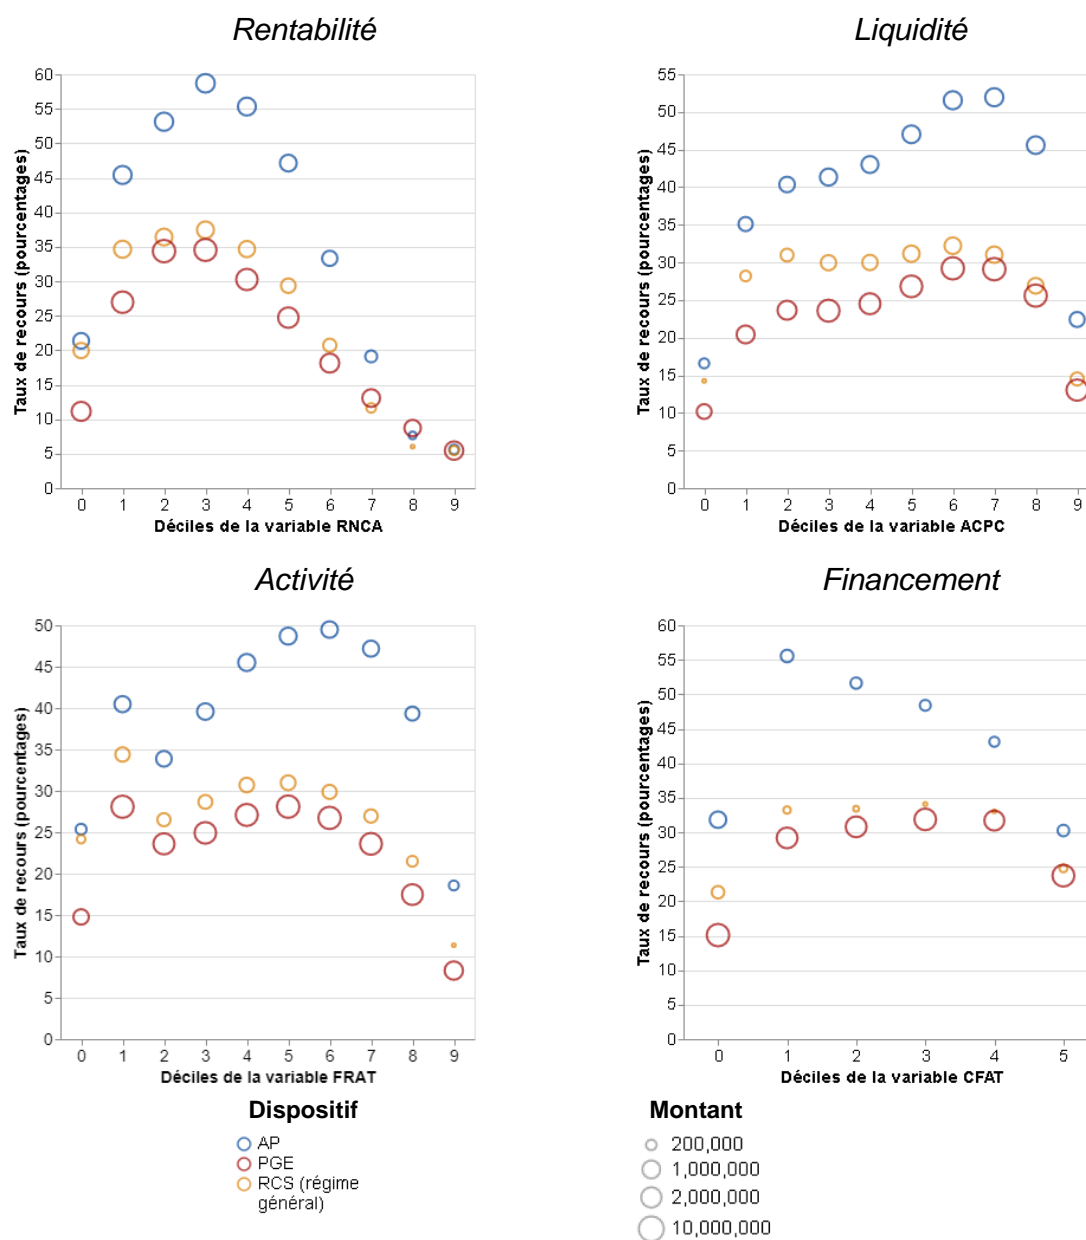 Rentabilité
Liquidité
60
55
50
45
40
35
30
25
20
15
10
5
0
Taux de recours (pourcentages)
0 1 2 3 4 5 6 7 8 9
Déciles de la variable RNCA
55
50
45
40
35
30
25
20
15
10
5
0
Taux de recours (pourcentages)
0 1 2 3 4 5 6 7 8 9
Déciles de la variable ACPC
Activité
Financement
50
45
40
35
30
25
20
15
10
5
0
Taux de recours (pourcentages)
0 1 2 3 4 5 6 7 8 9
Déciles de la variable FRAT
60
55
50
45
40
35
30
25
20
15
10
5
0
Taux de recours (pourcentages)
0 1 2 3 4 5
Déciles de la variable CFAT
Dispositif
AP
PGE
RCS (régime
général)
Montant
200,000
1,000,000
2,000,000
10,000,000